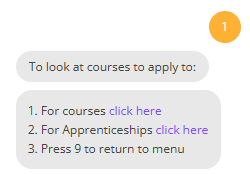 1
To look at courses to apply to:
1. For courses click here
2. For Apprenticeships click here
3. Press 9 to return to menu